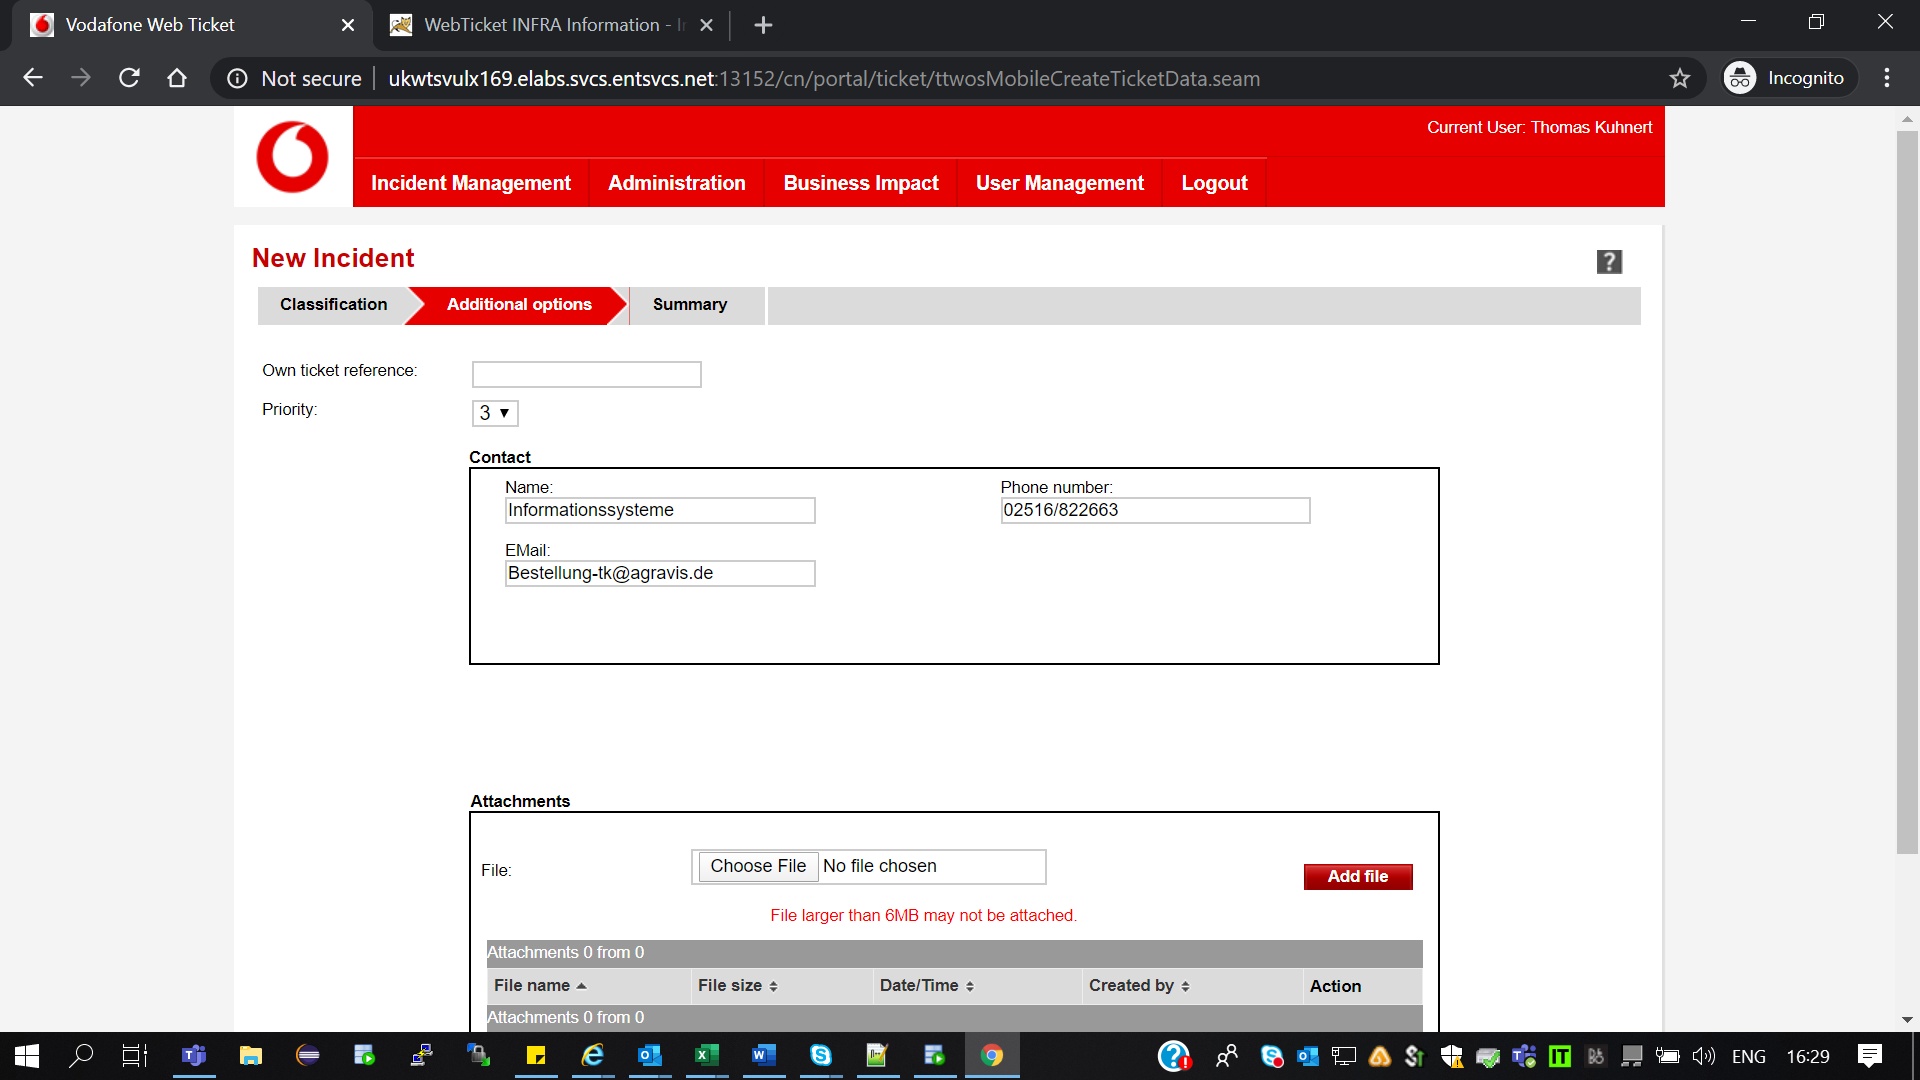 Vodafone Web Ticket
WebTicket INFRA Information - I
Not secure ukwtsvulx169.elabs.svcs.entsvcs.net:13152/cn/portal/ticket/ttwosMobileCreateTicketData.seam
Incognito
Current User: Thomas Kuhnert
Incident Management Administration Business Impact User Management Logout
New Incident
?
Classification Additional options Summary
Own ticket reference:
Priority: 3
Contact
Name: Phone number:
Informationssysteme 02516/822663
EMail:
Bestellung-tk@agravis.de
Attachments
File: Choose File No file chosen
Add file
File larger than 6MB may not be attached.
Attachments 0 from 0
File name File size Date/Time Created by Action
Attachments 0 from 0
ENG 16:29